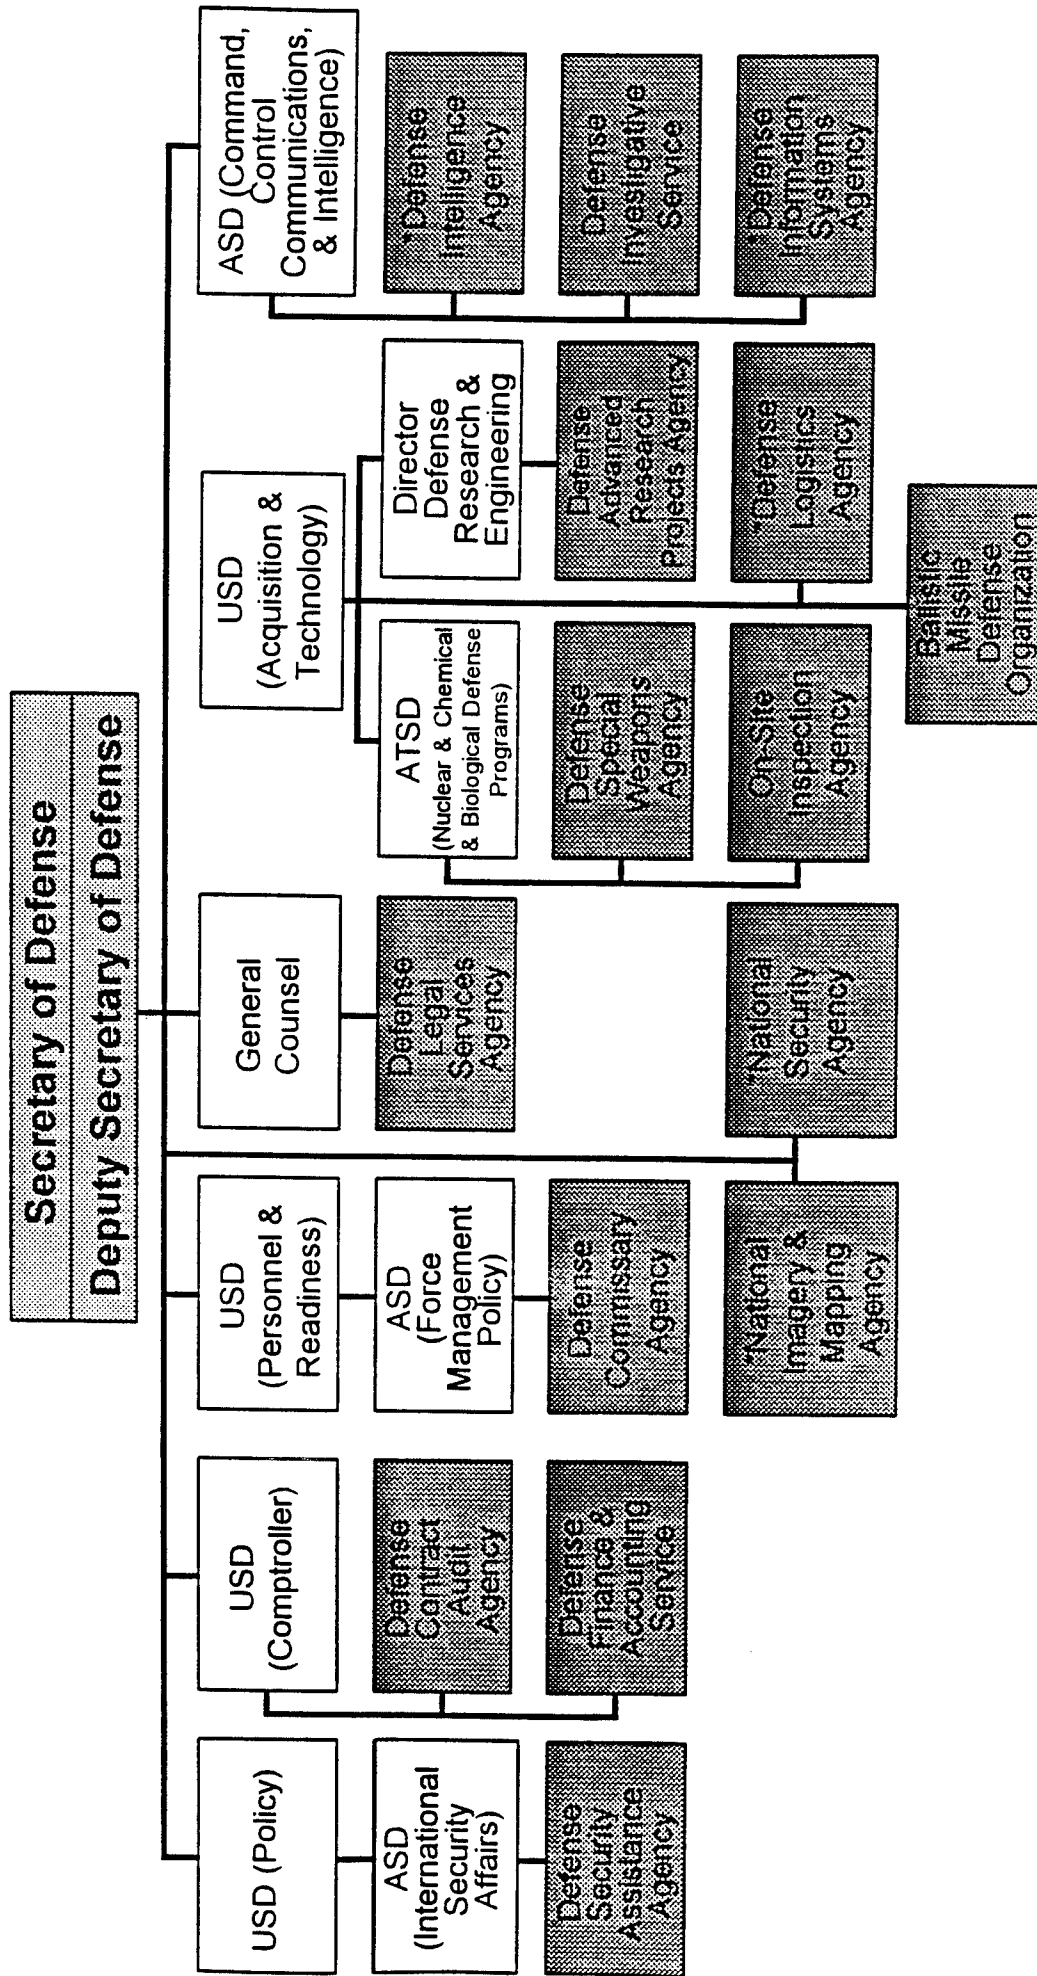 Secretary of Defense
Deputy Secretary of Defense
USD (Policy)
ASD
(International
Security
Affairs)
Defense
Security
Assistance
Agency
USD
(Comptroller)
Defense
Contract
Audit
Agency
Defense
Finance &
Accounting
Service
USD
(Personnel &
Readiness)
ASD
(Force
Management
Policy)
Defense
Commissary
Agency
*National
Imagery &
Mapping
Agency
General
Counsel
Defense
Legal
Services
Agency
*National
Security
Agency
USD
(Acquisition &
Technology)
ATSD
(Nuclear & Chemical
& Biological Defense
Programs)
Defense
Special
Weapons
Agency
On-Site
Inspection
Agency
Director
Defense
Research &
Engineering
Defense
Advanced
Research
Projects Agency
*Defense
Logistics
Agency
Ballistic
Missile
Defense
Organization
ASD (Command,
Control
Communications,
& Intelligence)
*Defense
Intelligence
Agency
Defense
Investigative
Service
*Defense
Information
Systems
Agency